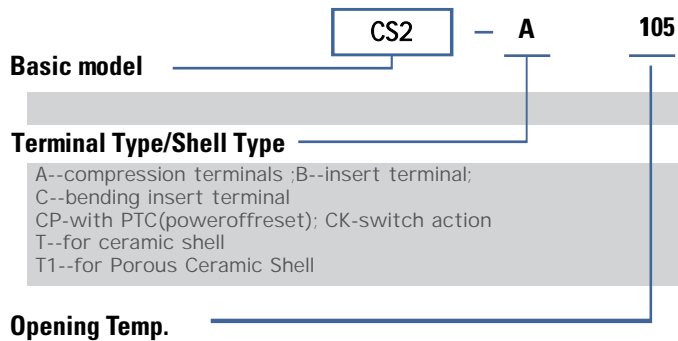 CS2 – A 105
Basic model
Terminal Type/Shell Type
A--compression terminals ;B--insert terminal;
C--bending insert terminal
CP-with PTC(poweroffreset); CK-switch action
T--for ceramic shell
T1--for Porous Ceramic Shell
Opening Temp.